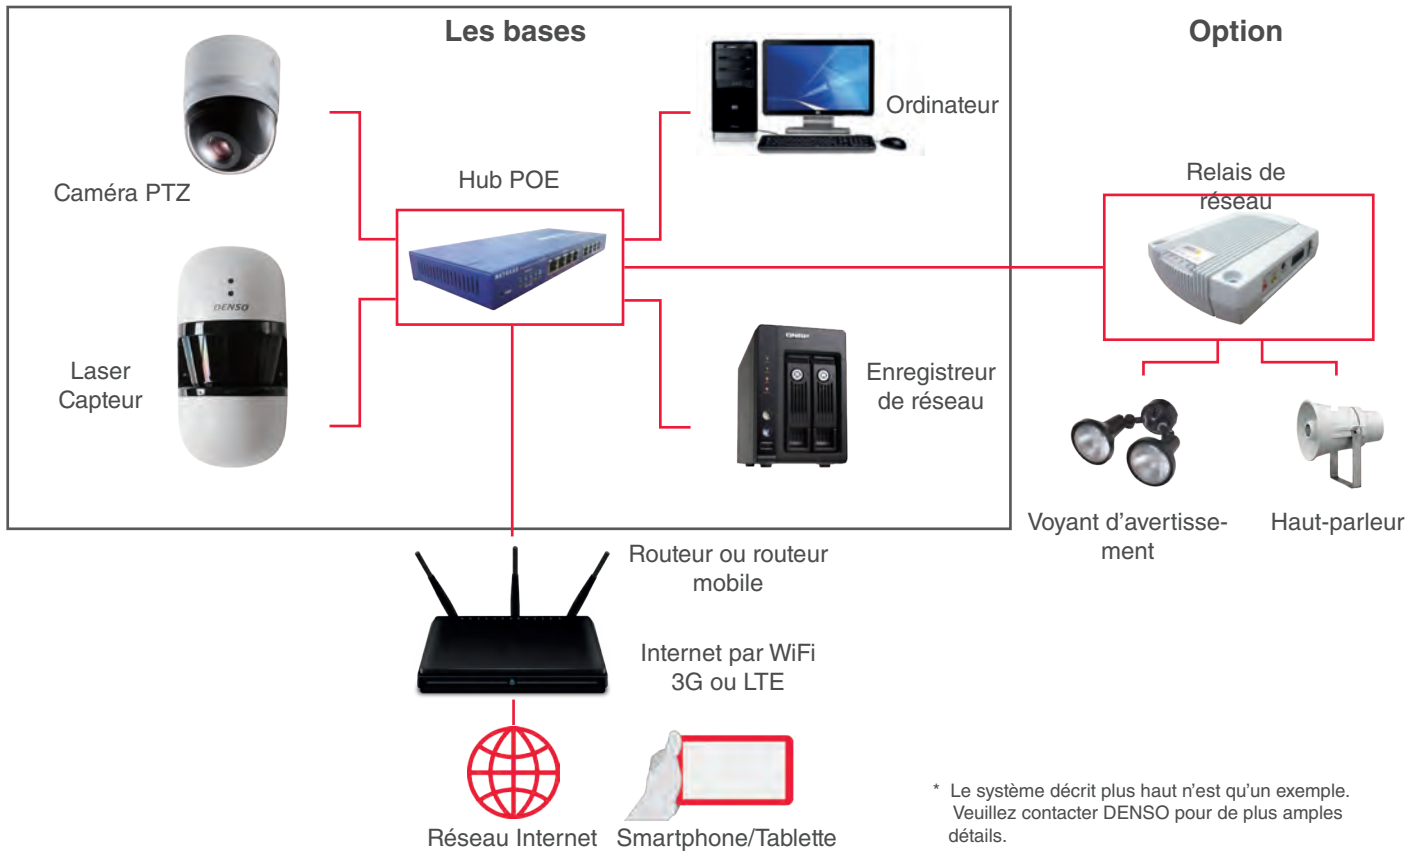 Les bases
Option
Ordinateur
Caméra PTZ
Hub POE
Relais de
réseau
NETGEAR
DENSO
Laser
Capteur
Enregistreur
de réseau
Voyant d'avertisse-
ment
Haut-parleur
Routeur ou routeur
mobile
Internet par WiFi
3G ou LTE
Réseau Internet
Smartphone/Tablette
* Le système décrit plus haut n'est qu'un exemple.
Veuillez contacter DENSO pour de plus amples
détails.